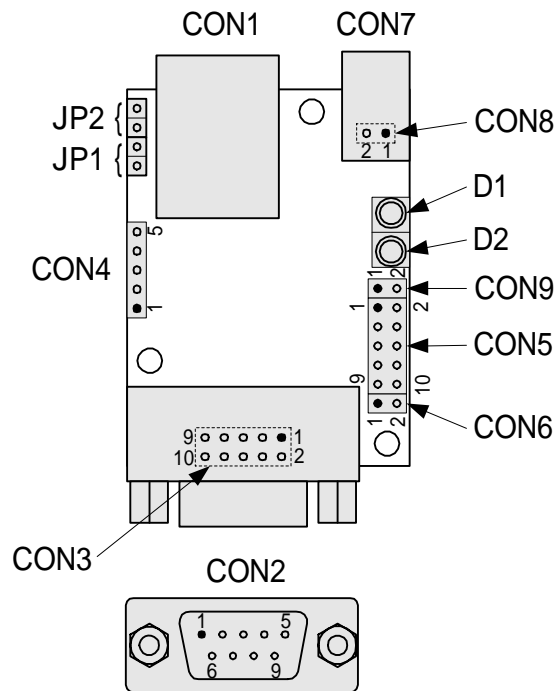 CON1 CON7
JP2
JP1
CON8
2 1
D1
D2
5
CON4
1
1 2
CON9
1 2
CON5
9 10
1 2
CON6
9 1
10 2
CON3
CON2
1 5
6 9